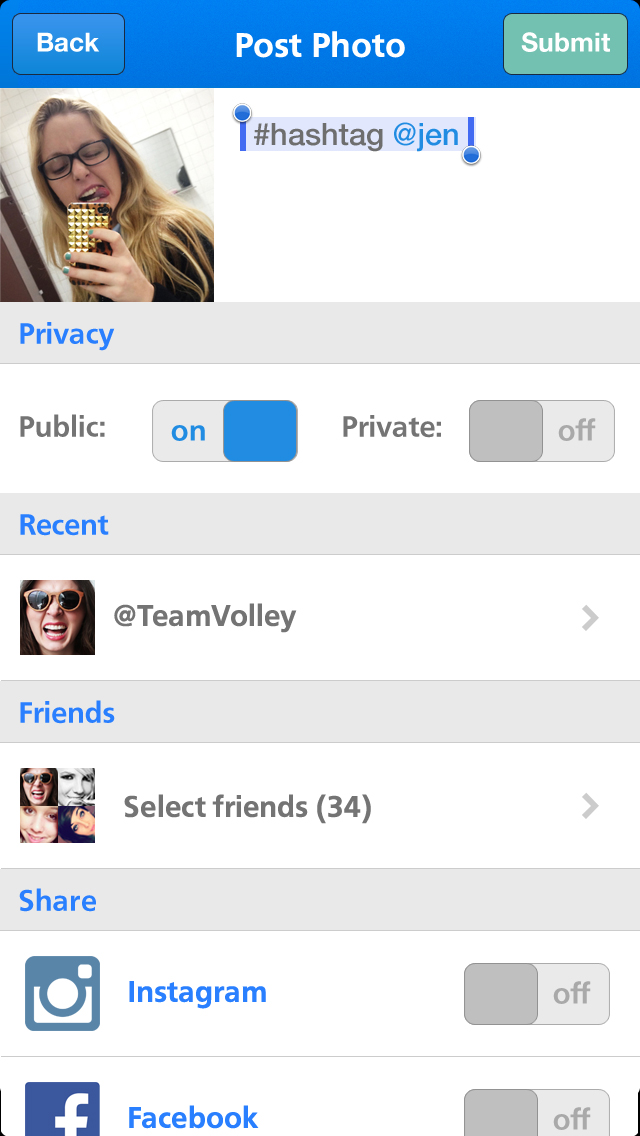 Back Post Photo Submit
#hashtag @jen
Privacy
Public: on Private: off
Recent
@TeamVolley
Friends
Select friends (34)
Share
Instagram off
Facebook off